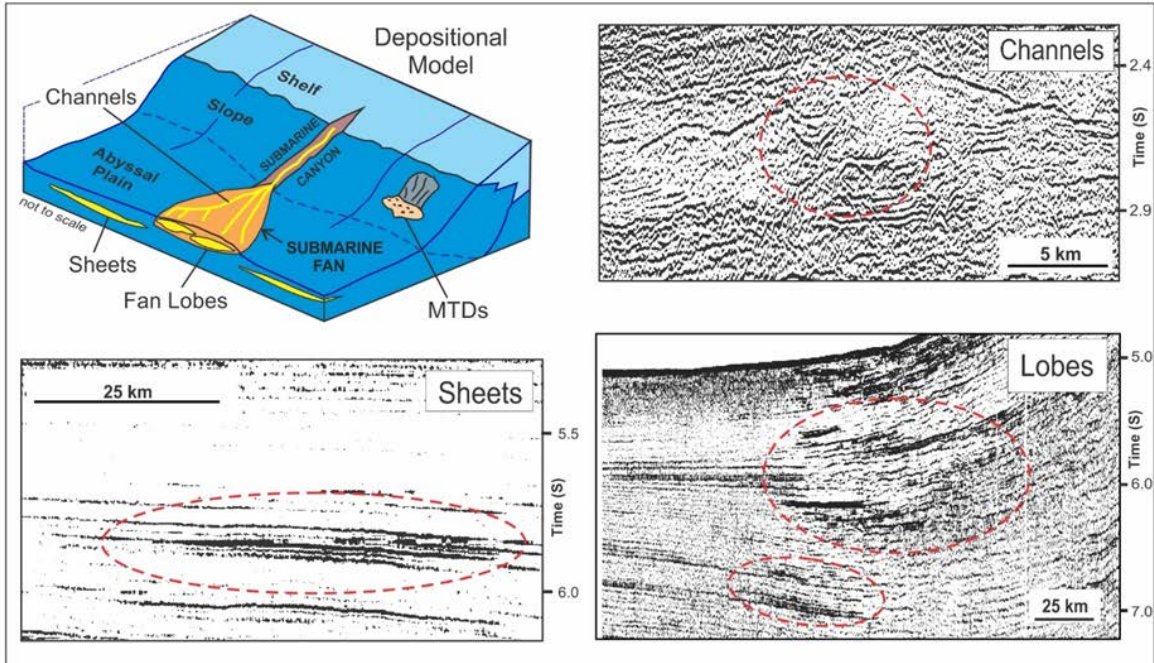 Depositional
Model
Channels
Shelf
Slope
SUBMARINE
CANYON
Abyssal
Plain
not to scale
Sheets
Fan Lobes
SUBMARINE
FAN
MTDs
Channels
2.4
Time (S)
2.9
5 km
25 km
Sheets
5.5
Time (S)
6.0
Lobes
5.0
Time (S)
6.0
25 km
7.0